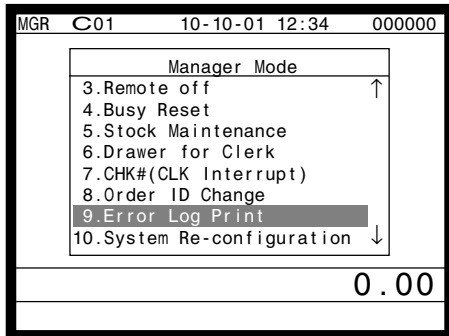 MGR C01 10-10-01 12:34 000000
Manager Mode
3.Remote off ↑
4.Busy Reset
5.Stock Maintenance
6.Drawer for Clerk
7.CHK#(CLK Interrupt)
8.Order ID Change
9.Error Log Print
10.System Re-configuration ↓
0.00